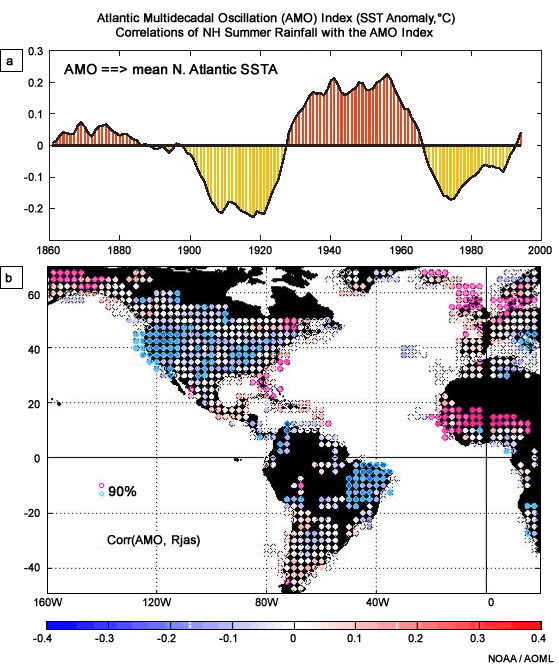 Atlantic Multidecadal Oscillation (AMO) Index (SST Anomaly,°C)
Correlations of NH Summer Rainfall with the AMO Index
a
AMO ==> mean N. Atlantic SSTA
0.3
0.2
0.1
0
-0.1
-0.2
1860 1880 1900 1920 1940 1960 1980 2000
b
60
40
20
0
-20
-40
90%
Corr(AMO, Rjas)
160W 120W 80W 40W 0
-0.4 -0.3 -0.2 -0.1 0 0.1 0.2 0.3 0.4
NOAA / AOML